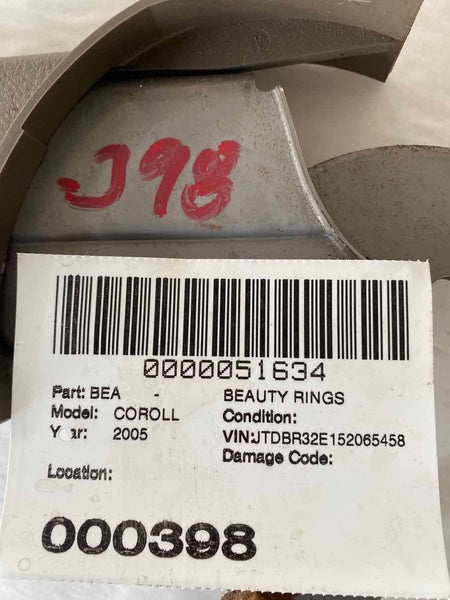 J98
0000051634
Part: BEA - BEAUTY RINGS
Model: COROLL Condition:
Year: 2005 VIN:JTDBR32E152065458
Damage Code:
Location:
000398